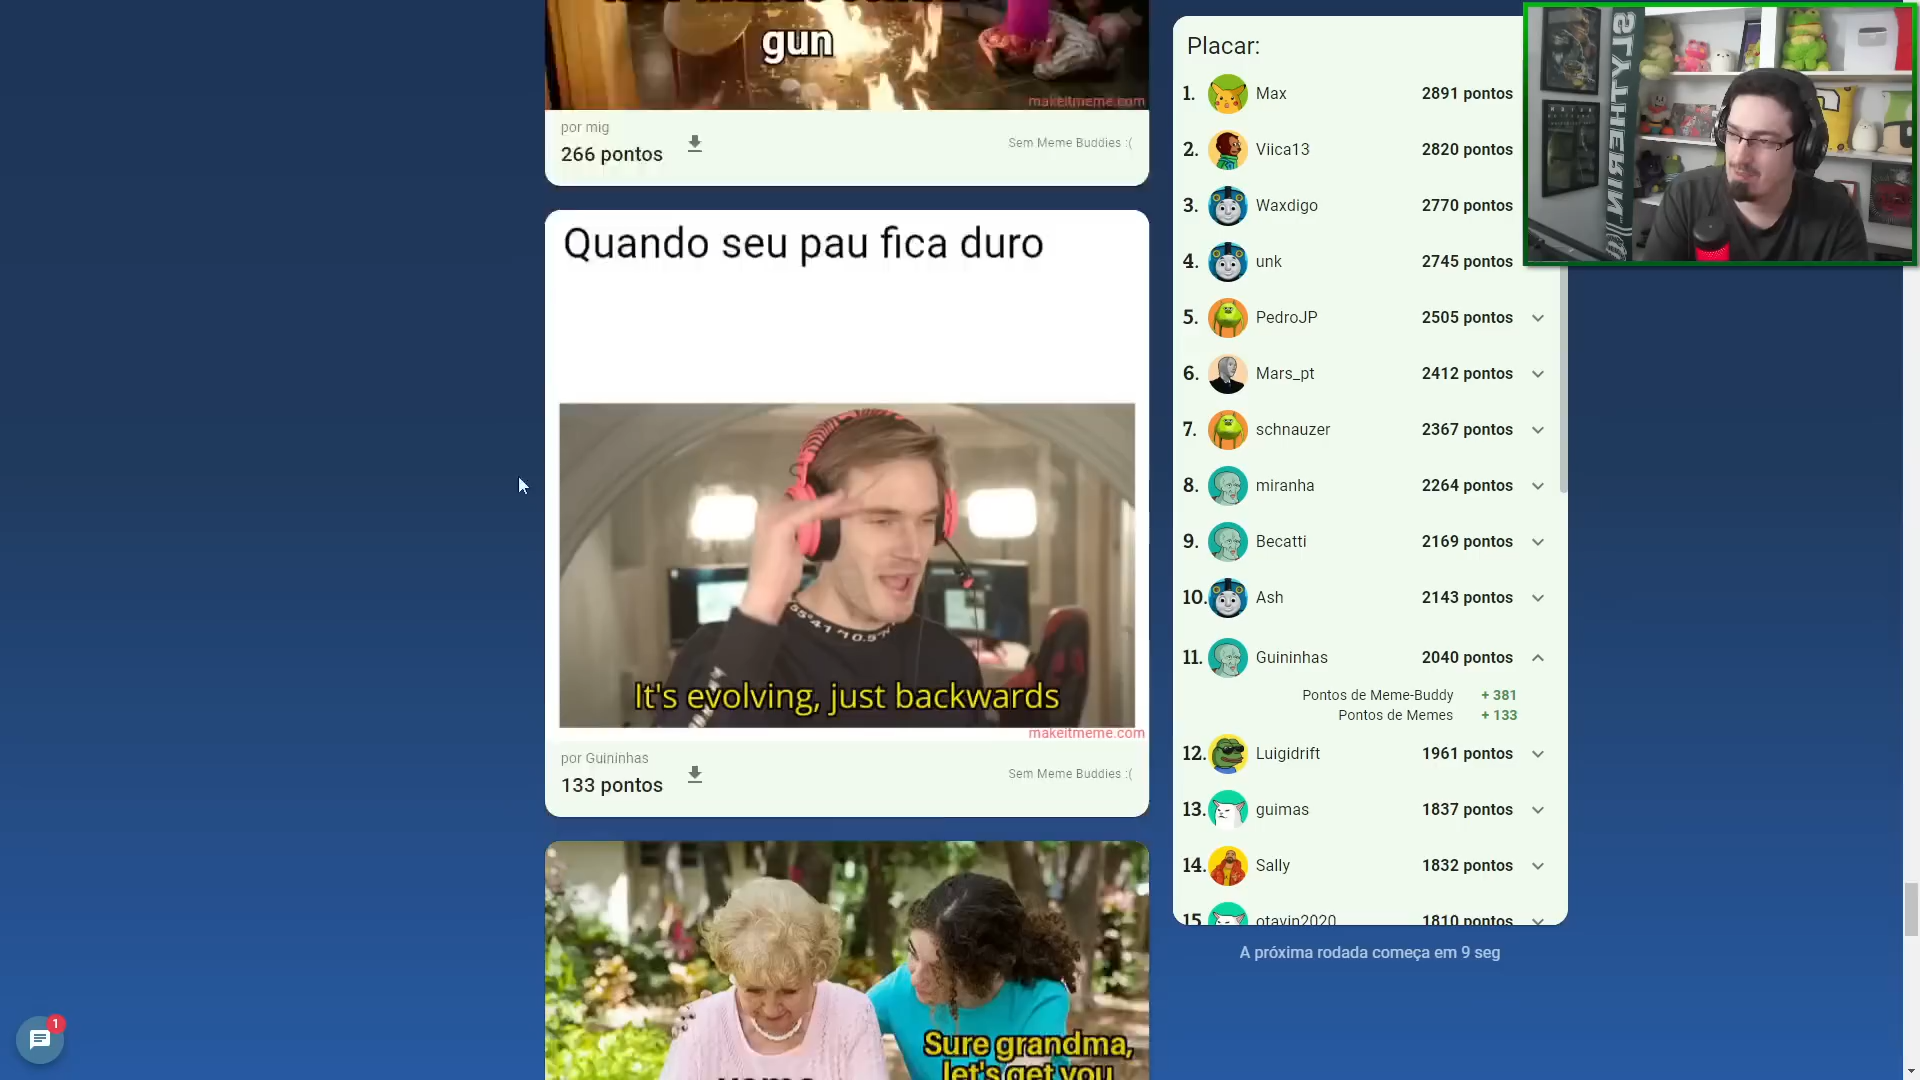 gun
makeitmeme.com
por mig
266 pontos
Sem Meme Buddies :(
Quando seu pau fica duro
It's evolving, just backwards
makeitmeme.com
por Guininhas
133 pontos
Sem Meme Buddies :(
Sure grandma,
let's get you
Placar:
1. Max 2891 pontos
2. Viica13 2820 pontos
3. Waxdigo 2770 pontos
4. unk 2745 pontos
5. PedroJP 2505 pontos
6. Mars_pt 2412 pontos
7. schnauzer 2367 pontos
8. miranha 2264 pontos
9. Becatti 2169 pontos
10. Ash 2143 pontos
11. Guininhas 2040 pontos
Pontos de Meme-Buddy + 381
Pontos de Memes + 133
12. Luigidrift 1961 pontos
13. guimas 1837 pontos
14. Sally 1832 pontos
15. otavin2020 1810 pontos
A próxima rodada começa em 9 seg
SLYTHERIN
1